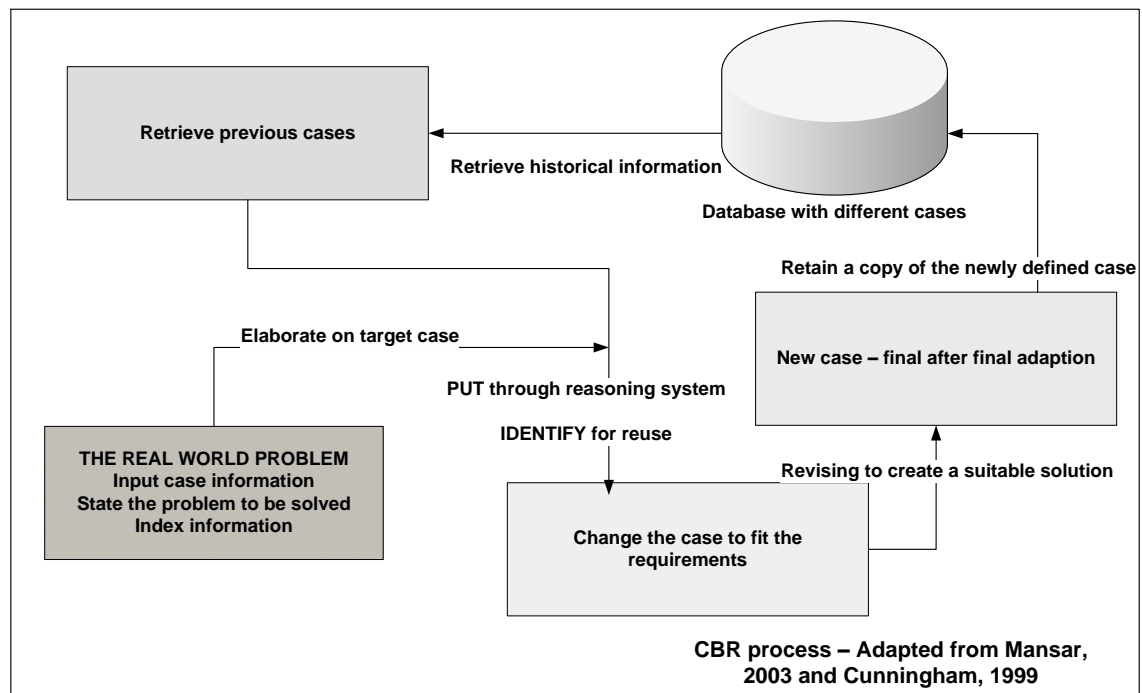 Retrieve previous cases
Retrieve historical information
Database with different cases
Retain a copy of the newly defined case
Elaborate on target case
New case – final after final adaption
PUT through reasoning system
IDENTIFY for reuse
THE REAL WORLD PROBLEM
Input case information
State the problem to be solved
Index information
Revising to create a suitable solution
Change the case to fit the
requirements
CBR process – Adapted from Mansar,
2003 and Cunningham, 1999